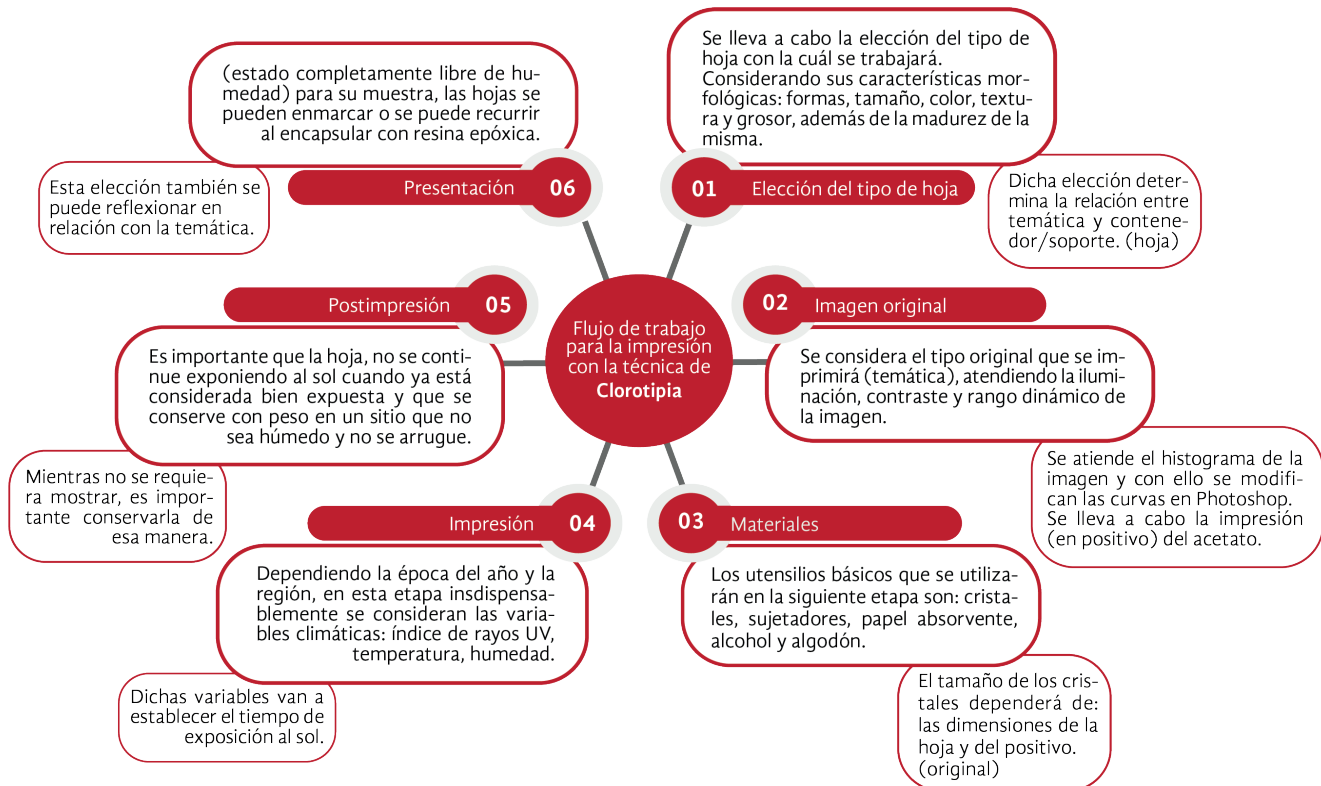 Flujo de trabajo
para la impresión
con la técnica de
Clorotipia
Se lleva a cabo la elección del tipo de
hoja con la cuál se trabajará.
Considerando sus características mor-
fológicas: formas, tamaño, color, textu-
ra y grosor, además de la madurez de la
misma.
01 Elección del tipo de hoja
Dicha elección deter-
mina la relación entre
temática y contene-
dor/soporte. (hoja)
02 Imagen original
Se considera el tipo original que se im-
primirá (temática), atendiendo la ilumi-
nación, contraste y rango dinámico de
la imagen.
Se atiende el histograma de la
imagen y con ello se modifi-
can las curvas en Photoshop.
Se lleva a cabo la impresión
(en positivo) del acetato.
03 Materiales
Los utensilios básicos que se utiliza-
rán en la siguiente etapa son: crista-
les, sujetadores, papel absorvente,
alcohol y algodón.
El tamaño de los cris-
tales dependerá de:
las dimensiones de la
hoja y del positivo.
(original)
Impresión 04
Dependiendo la época del año y la
región, en esta etapa insdispensa-
blemente se consideran las varia-
bles climáticas: índice de rayos UV,
temperatura, humedad.
Dichas variables van a
establecer el tiempo de
exposición al sol.
Postimpresión 05
Es importante que la hoja, no se conti-
nue exponiendo al sol cuando ya está
considerada bien expuesta y que se
conserve con peso en un sitio que no
sea húmedo y no se arrugue.
Mientras no se requie-
ra mostrar, es impor-
tante conservarla de
esa manera.
(estado completamente libre de hu-
medad) para su muestra, las hojas se
pueden enmarcar o se puede recurrir
al encapsular con resina epóxica.
Presentación 06
Esta elección también se
puede reflexionar en
relación con la temática.